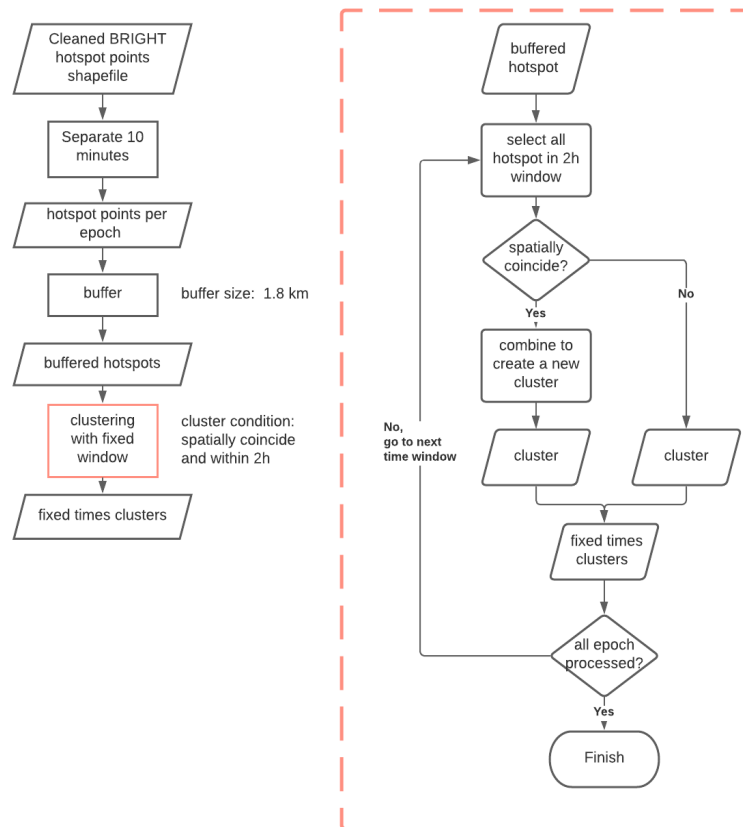 Cleaned BRIGHT
hotspot points
shapefile
Separate 10
minutes
hotspot points per
epoch
buffer
buffer size:  1.8 km
buffered hotspots
clustering
with fixed
window
cluster condition:
spatially coincide
and within 2h
fixed times clusters
buffered
hotspot
select all
hotspot in 2h
window
spatially
coincide?
No
Yes
combine to
create a new
cluster
No,
go to next
time window
cluster
cluster
fixed times
clusters
all epoch
processed?
Yes
Finish